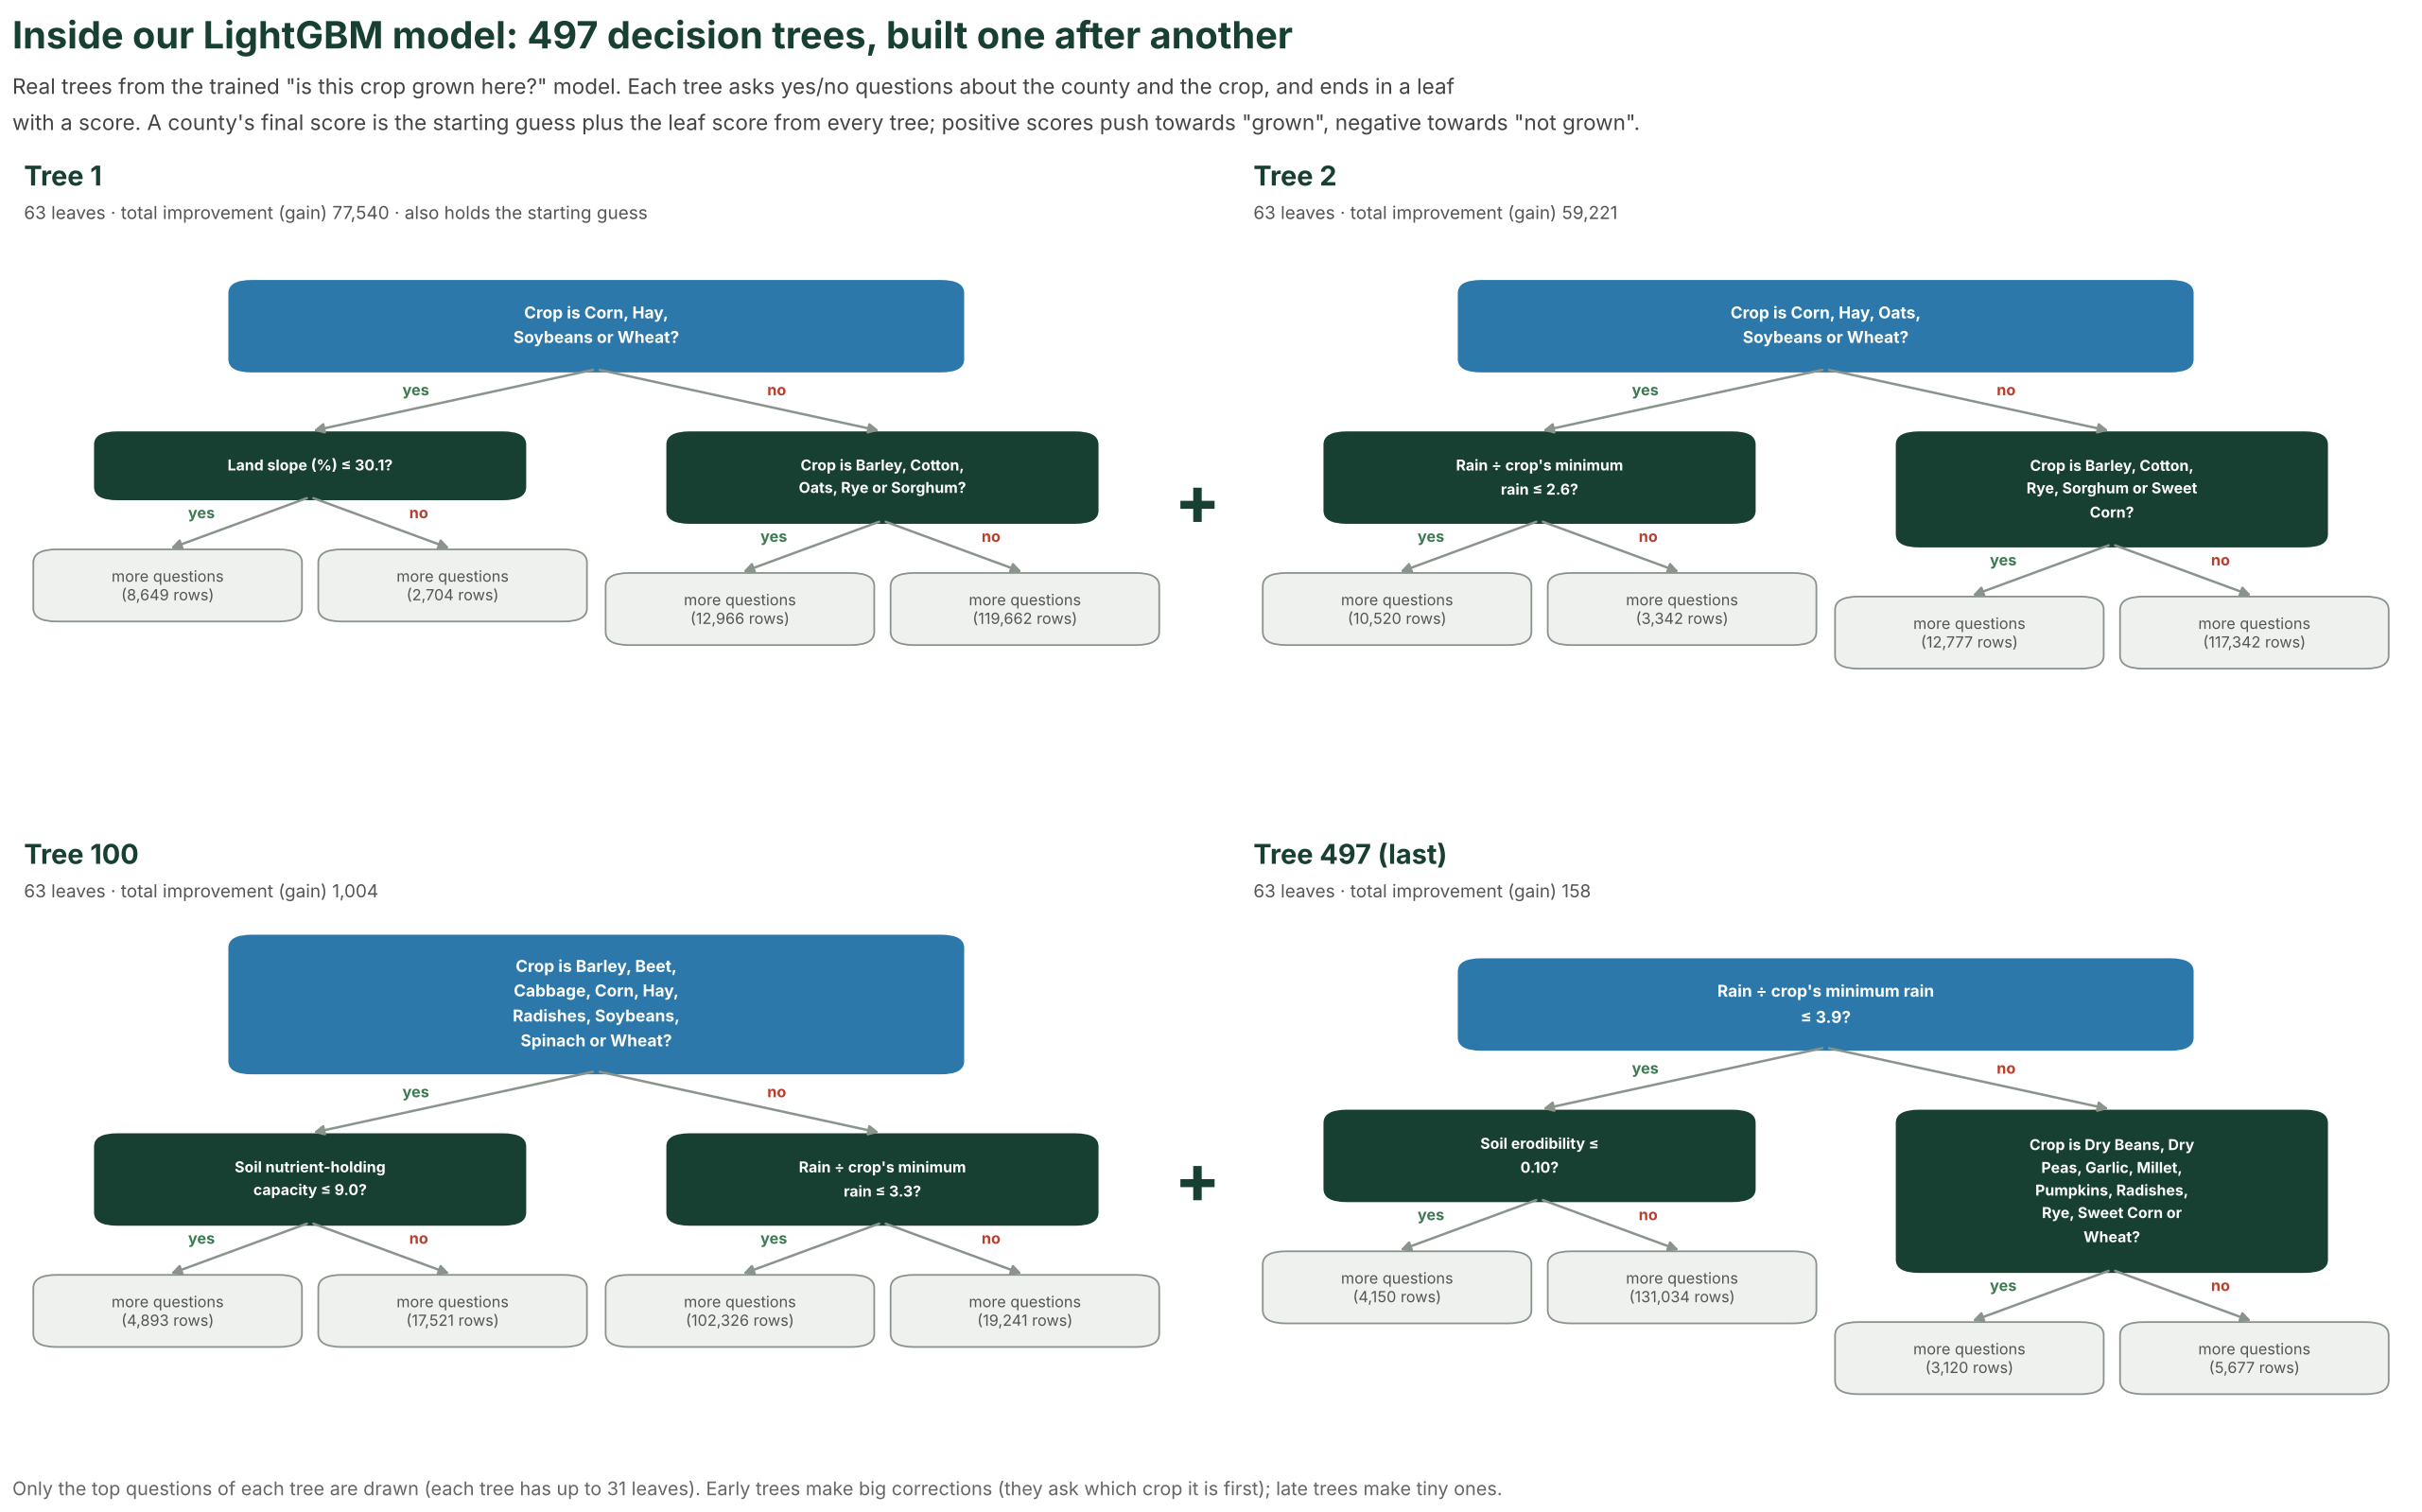 Inside our LightGBM model: 497 decision trees, built one after another
Real trees from the trained "is this crop grown here?" model. Each tree asks yes/no questions about the county and the crop, and ends in a leaf
with a score. A county's final score is the starting guess plus the leaf score from every tree; positive scores push towards "grown", negative towards "not grown".
Tree 1
63 leaves · total improvement (gain) 77,540 · also holds the starting guess
Crop is Corn, Hay,
Soybeans or Wheat?
yes
no
Land slope (%) ≤ 30.1?
Crop is Barley, Cotton,
Oats, Rye or Sorghum?
yes
no
yes
no
more questions
(8,649 rows)
more questions
(2,704 rows)
more questions
(12,966 rows)
more questions
(119,662 rows)
+
Tree 2
63 leaves · total improvement (gain) 59,221
Crop is Corn, Hay, Oats,
Soybeans or Wheat?
yes
no
Rain ÷ crop's minimum
rain ≤ 2.6?
Crop is Barley, Cotton,
Rye, Sorghum or Sweet
Corn?
yes
no
yes
no
more questions
(10,520 rows)
more questions
(3,342 rows)
more questions
(12,777 rows)
more questions
(117,342 rows)
Tree 100
63 leaves · total improvement (gain) 1,004
Crop is Barley, Beet,
Cabbage, Corn, Hay,
Radishes, Soybeans,
Spinach or Wheat?
yes
no
Soil nutrient-holding
capacity ≤ 9.0?
Rain ÷ crop's minimum
rain ≤ 3.3?
yes
no
yes
no
more questions
(4,893 rows)
more questions
(17,521 rows)
more questions
(102,326 rows)
more questions
(19,241 rows)
+
Tree 497 (last)
63 leaves · total improvement (gain) 158
Rain ÷ crop's minimum rain
≤ 3.9?
yes
no
Soil erodibility ≤
0.10?
Crop is Dry Beans, Dry
Peas, Garlic, Millet,
Pumpkins, Radishes,
Rye, Sweet Corn or
Wheat?
yes
no
yes
no
more questions
(4,150 rows)
more questions
(131,034 rows)
more questions
(3,120 rows)
more questions
(5,677 rows)
Only the top questions of each tree are drawn (each tree has up to 31 leaves). Early trees make big corrections (they ask which crop it is first); late trees make tiny ones.